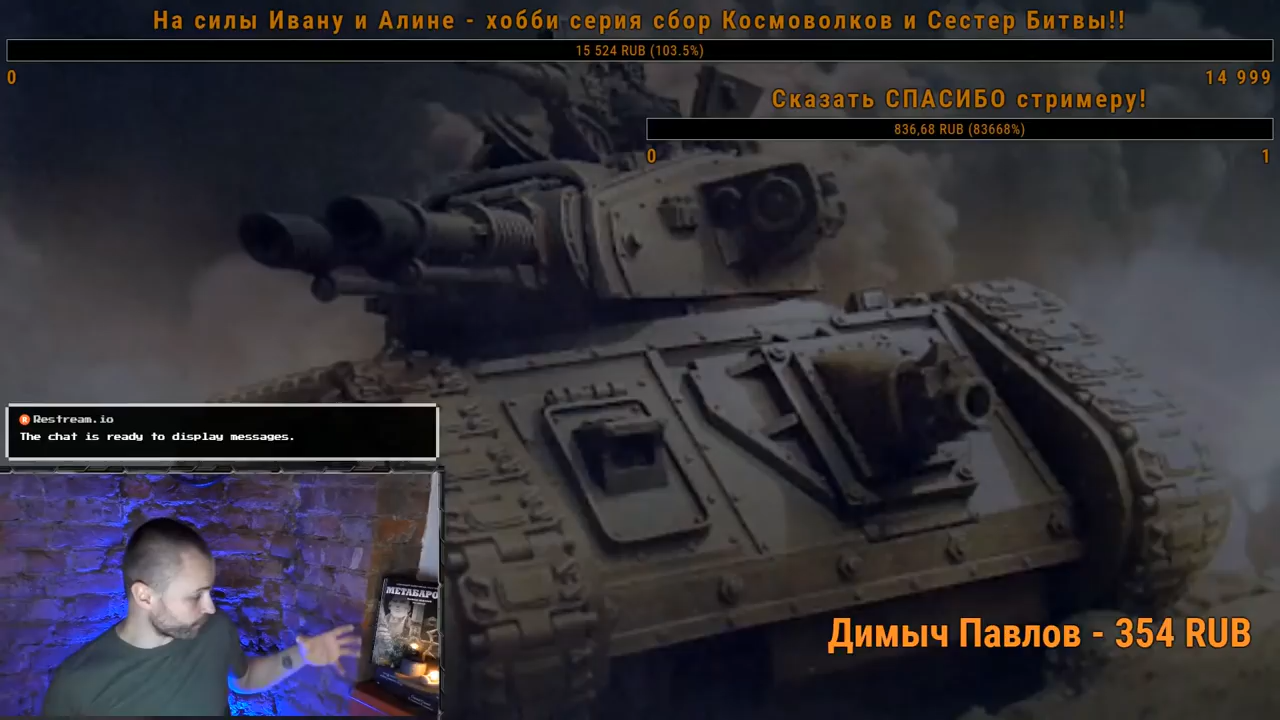 На силы Ивану и Алине - хобби серия сбор Космоволков и Сестер Битвы!!
15 524 RUB (103.5%)
0
14 999
Сказать СПАСИБО стримеру!
836,68 RUB (83668%)
0
1
Restream.io
The chat is ready to display messages.
МЕТАБАРО
Димыч Павлов - 354 RUB